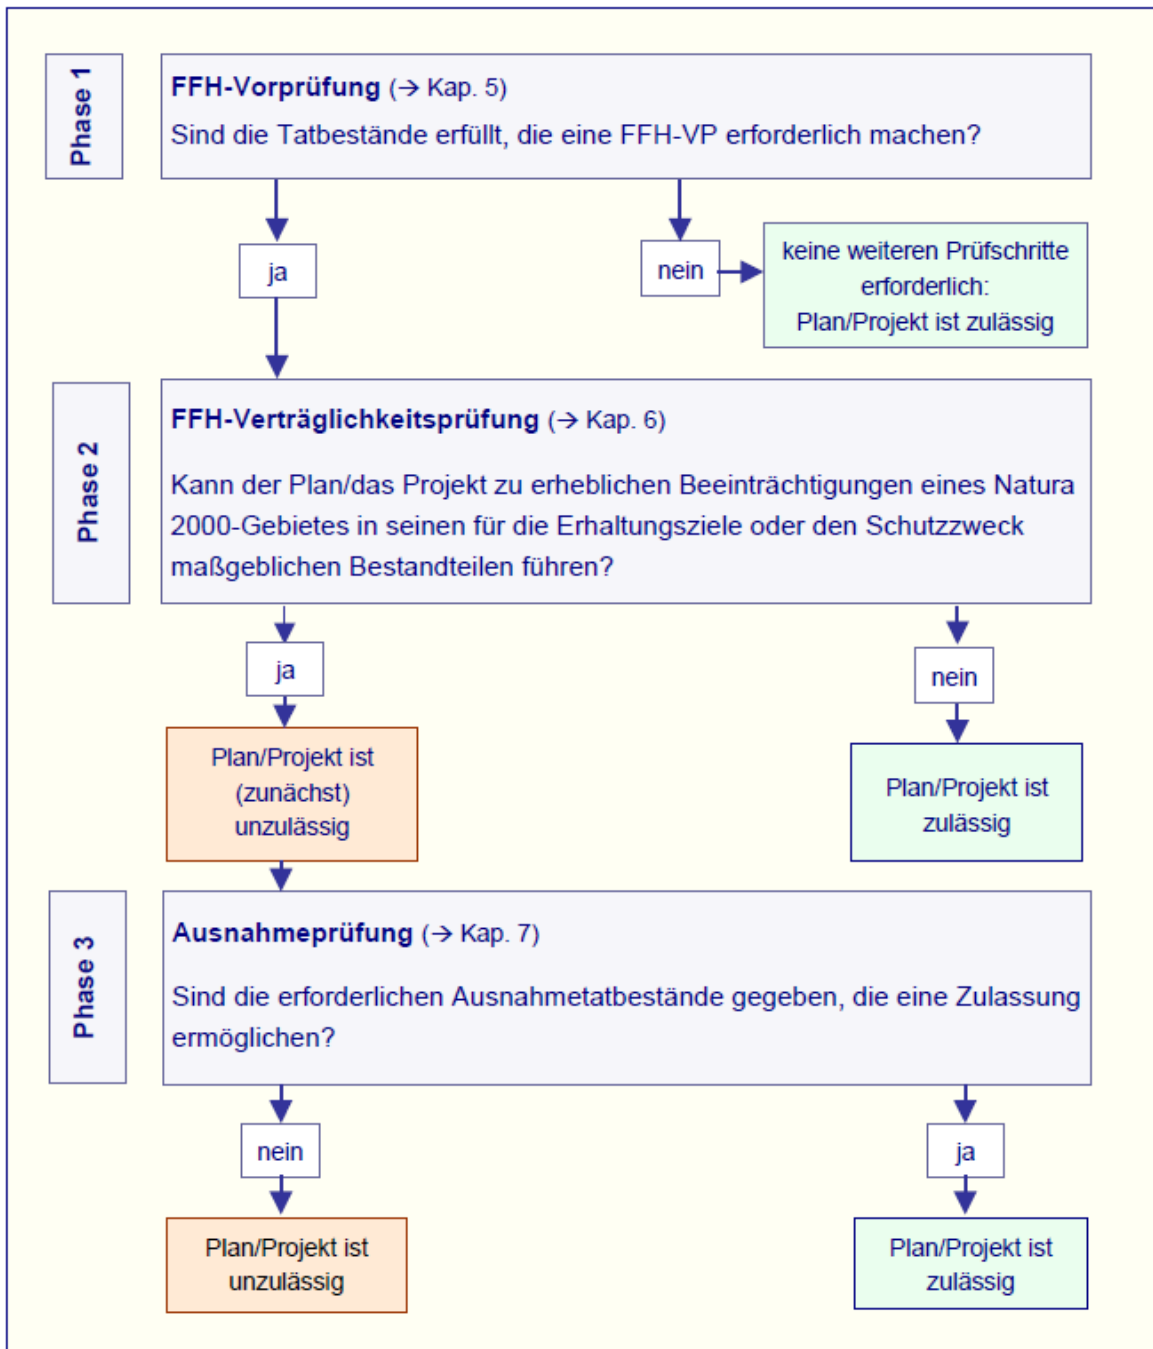 Phase 1
FFH-Vorprüfung (→ Kap. 5)
Sind die Tatbestände erfüllt, die eine FFH-VP erforderlich machen?
ja
nein
keine weiteren Prüfschritte
erforderlich:
Plan/Projekt ist zulässig
Phase 2
FFH-Verträglichkeitsprüfung (→ Kap. 6)
Kann der Plan/das Projekt zu erheblichen Beeinträchtigungen eines Natura
2000-Gebietes in seinen für die Erhaltungsziele oder den Schutzzweck
maßgeblichen Bestandteilen führen?
ja
nein
Plan/Projekt ist
(zunächst)
unzulässig
Plan/Projekt ist
zulässig
Phase 3
Ausnahmeprüfung (→ Kap. 7)
Sind die erforderlichen Ausnahmetatbestände gegeben, die eine Zulassung
ermöglichen?
nein
ja
Plan/Projekt ist
unzulässig
Plan/Projekt ist
zulässig